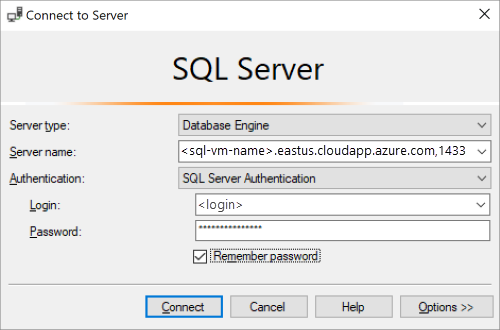 Connect to Server
SQL Server
Server type: Database Engine
Server name: <sql-vm-name>.eastus.cloudapp.azure.com,1433
Authentication: SQL Server Authentication
Login: <login>
Password: ***************
Remember password
Connect Cancel Help Options >>